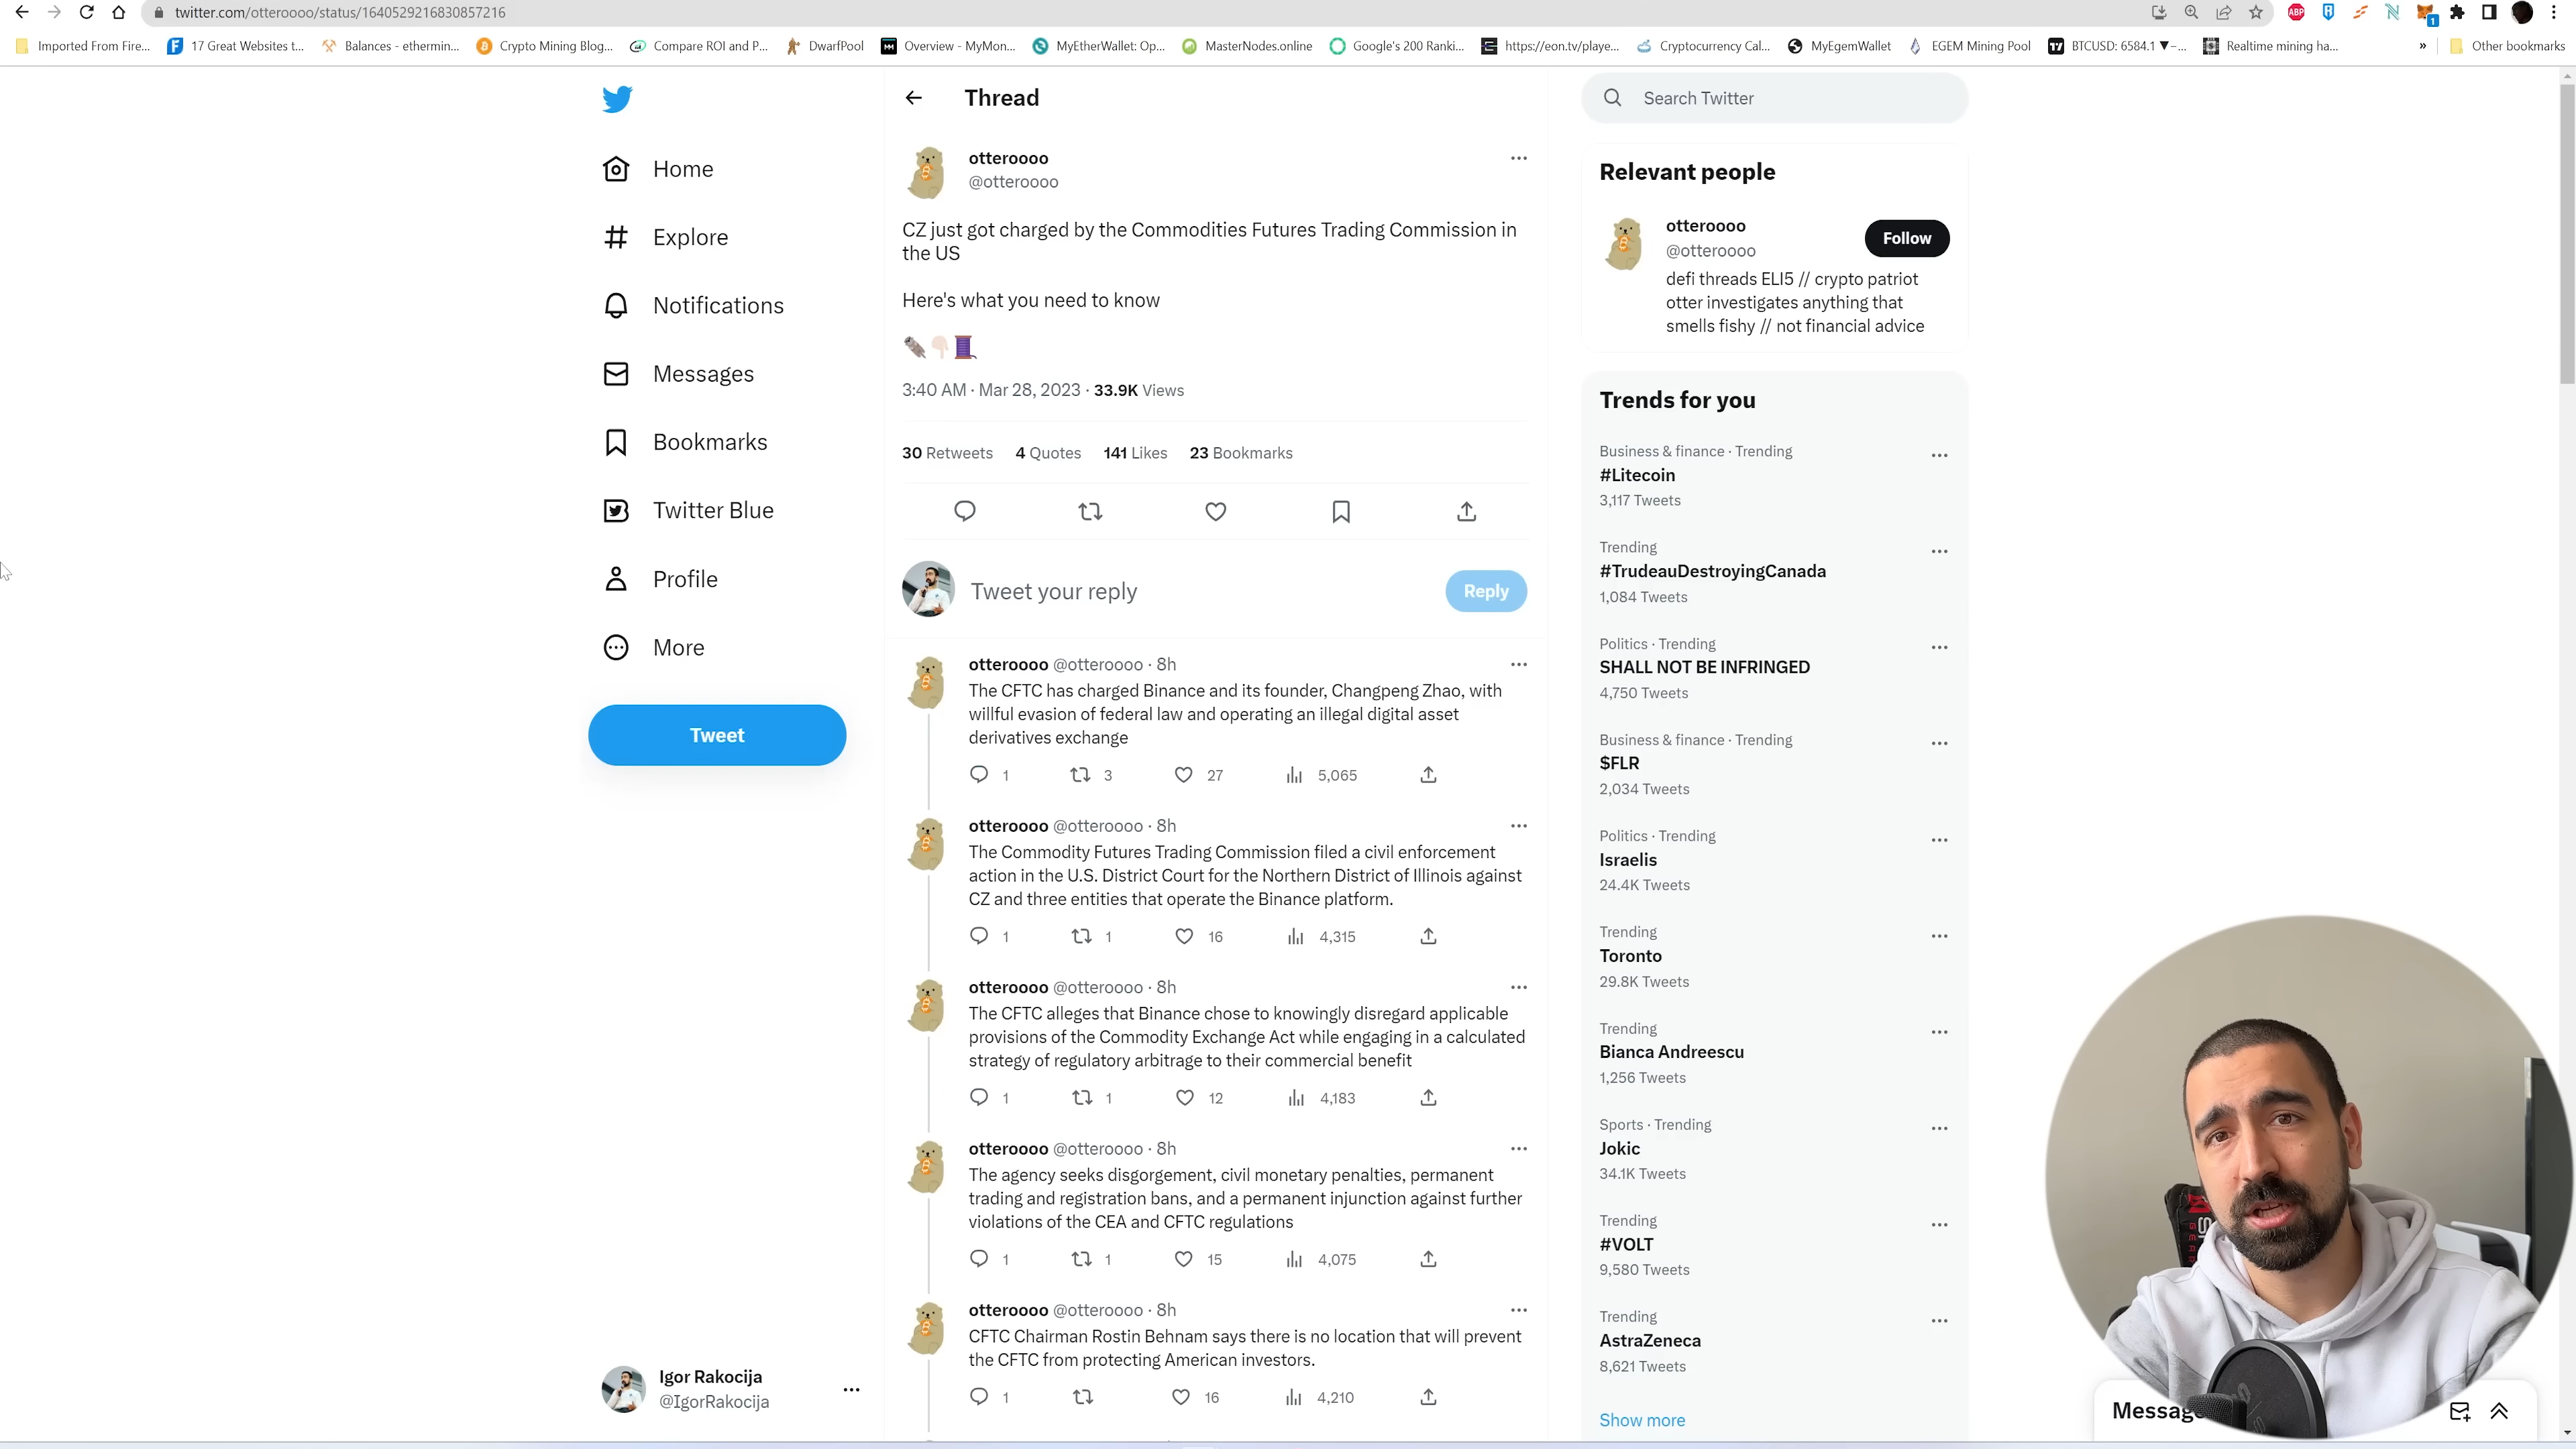 twitter.com/otteroooo/status/1640529216830857216
Imported From Fire...
17 Great Websites t...
Balances - ethermin...
Crypto Mining Blog...
Compare ROI and P...
DwarfPool
Overview - MyMon...
MyEtherWallet: Op...
MasterNodes.online
Google's 200 Ranki...
https://eon.tv/playe...
Cryptocurrency Cal...
MyEgemWallet
EGEM Mining Pool
BTCUSD: 6584.1 ▼−...
Realtime mining ha...
»
Other bookmarks
ABP
1
Home
Explore
Notifications
Messages
Bookmarks
Twitter Blue
Profile
More
Tweet
Igor Rakocija
@IgorRakocija
Thread
otteroooo
@otteroooo
CZ just got charged by the Commodities Futures Trading Commission in
the US
Here's what you need to know
3:40 AM · Mar 28, 2023 · 33.9K Views
30 Retweets 4 Quotes 141 Likes 23 Bookmarks
Tweet your reply
Reply
otteroooo @otteroooo · 8h
The CFTC has charged Binance and its founder, Changpeng Zhao, with
willful evasion of federal law and operating an illegal digital asset
derivatives exchange
1 3 27 5,065
otteroooo @otteroooo · 8h
The Commodity Futures Trading Commission filed a civil enforcement
action in the U.S. District Court for the Northern District of Illinois against
CZ and three entities that operate the Binance platform.
1 1 16 4,315
otteroooo @otteroooo · 8h
The CFTC alleges that Binance chose to knowingly disregard applicable
provisions of the Commodity Exchange Act while engaging in a calculated
strategy of regulatory arbitrage to their commercial benefit
1 1 12 4,183
otteroooo @otteroooo · 8h
The agency seeks disgorgement, civil monetary penalties, permanent
trading and registration bans, and a permanent injunction against further
violations of the CEA and CFTC regulations
1 1 15 4,075
otteroooo @otteroooo · 8h
CFTC Chairman Rostin Behnam says there is no location that will prevent
the CFTC from protecting American investors.
1 16 4,210
Search Twitter
Relevant people
otteroooo
@otteroooo
Follow
defi threads ELI5 // crypto patriot
otter investigates anything that
smells fishy // not financial advice
Trends for you
Business & finance · Trending
#Litecoin
3,117 Tweets
Trending
#TrudeauDestroyingCanada
1,084 Tweets
Politics · Trending
SHALL NOT BE INFRINGED
4,750 Tweets
Business & finance · Trending
$FLR
2,034 Tweets
Politics · Trending
Israelis
24.4K Tweets
Trending
Toronto
29.8K Tweets
Trending
Bianca Andreescu
1,256 Tweets
Sports · Trending
Jokic
34.1K Tweets
Trending
#VOLT
9,580 Tweets
Trending
AstraZeneca
8,621 Tweets
Show more